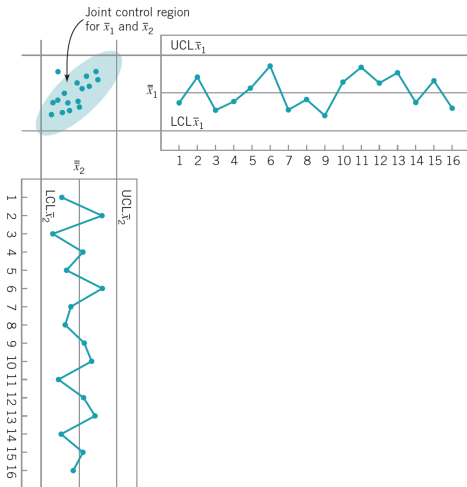 Joint control region
for x̄₁ and x̄₂
UCLx̄₁
x̿₁
LCLx̄₁
1 2 3 4 5 6 7 8 9 10 11 12 13 14 15 16
x̿₂
LCLx̄₂
UCLx̄₂
1 2 3 4 5 6 7 8 9 10 11 12 13 14 15 16